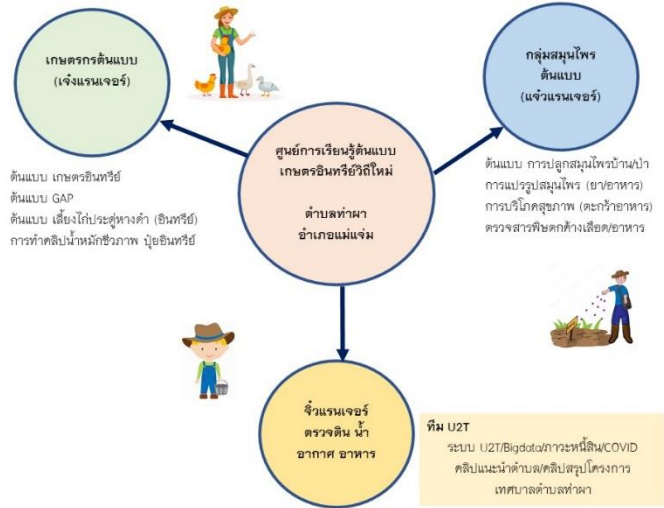 เกษตรกรต้นแบบ
(เจ๋งแรนเจอร์)
กลุ่มสมุนไพร
ต้นแบบ
(แจ๋วแรนเจอร์)
ศูนย์การเรียนรู้ต้นแบบ
เกษตรอินทรีย์วิถีใหม่
ตำบลท่าผา
อำเภอแม่แจ่ม
ต้นแบบ เกษตรอินทรีย์
ต้นแบบ GAP
ต้นแบบ เลี้ยงไก่ประดู่หางดำ (อินทรีย์)
การทำคลิปน้ำหมักชีวภาพ ปุ๋ยอินทรีย์
ต้นแบบ การปลูกสมุนไพรบ้าน/ป่า
การแปรรูปสมุนไพร (ยา/อาหาร)
การบริโภคสุขภาพ (ตะกร้าอาหาร)
ตรวจสารพิษตกค้างเลือด/อาหาร
จิ๋วแรนเจอร์
ตรวจดิน น้ำ
อากาศ อาหาร
ทีม U2T
ระบบ U2T/Bigdata/ภาวะหนี้สิน/COVID
คลิปแนะนำตำบล/คลิปสรุปโครงการ
เทศบาลตำบลท่าผา